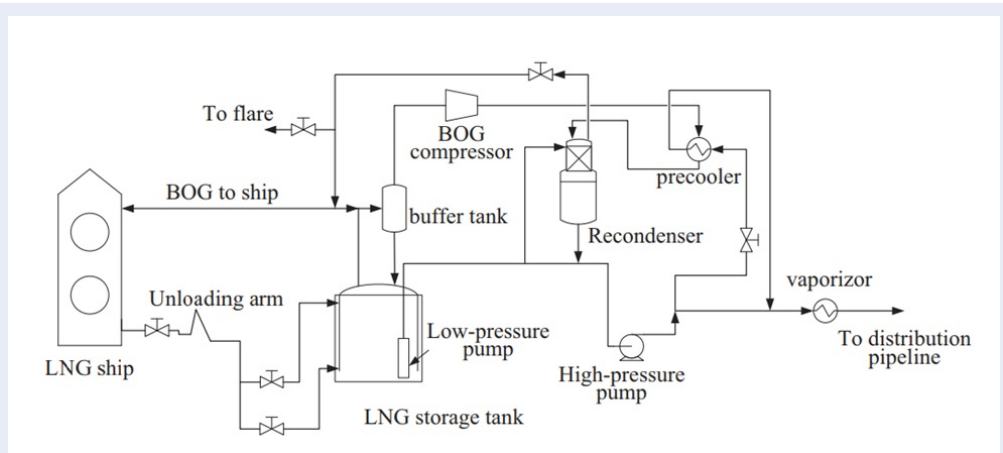 To flare
BOG
compressor
precooler
BOG to ship
buffer tank
Recondenser
vaporizor
Unloading arm
Low-pressure
pump
To distribution
pipeline
LNG ship
High-pressure
pump
LNG storage tank